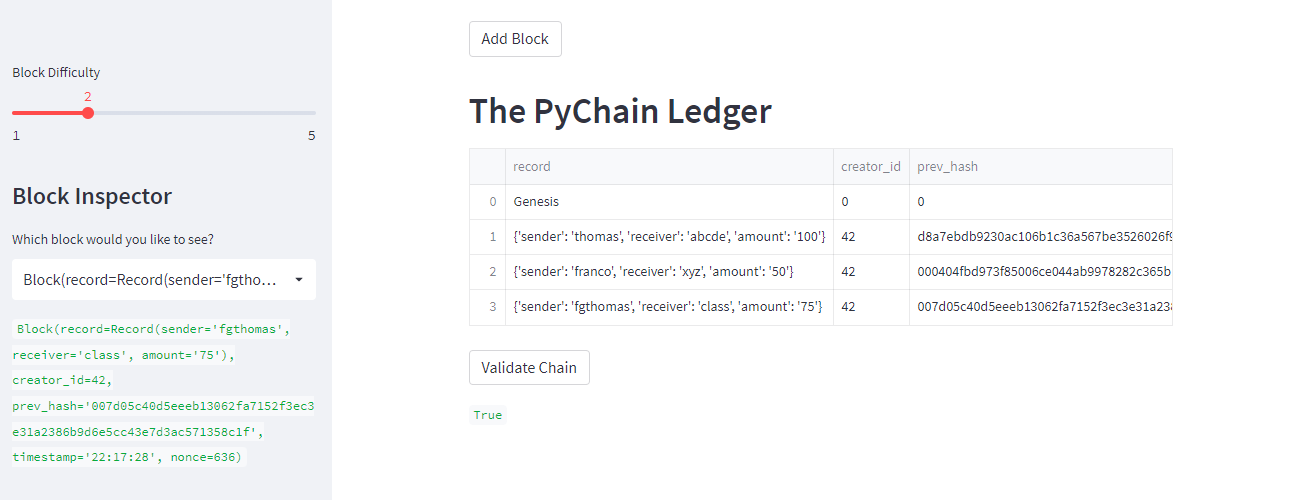 Block Difficulty
2
1 5
Block Inspector
Which block would you like to see?
Block(record=Record(sender='fgtho...
Block(record=Record(sender='fgthomas',
receiver='class', amount='75'),
creator_id=42,
prev_hash='007d05c40d5eeeb13062fa7152f3ec3
e31a2386b9d6e5cc43e7d3ac571358c1f',
timestamp='22:17:28', nonce=636)
Add Block
The PyChain Ledger
record creator_id prev_hash
0 Genesis 0 0
1 {'sender': 'thomas', 'receiver': 'abcde', 'amount': '100'} 42 d8a7ebdb9230ac106b1c36a567be3526026f9
2 {'sender': 'franco', 'receiver': 'xyz', 'amount': '50'} 42 000404fbd973f85006ce044ab9978282c365b
3 {'sender': 'fgthomas', 'receiver': 'class', 'amount': '75'} 42 007d05c40d5eeeb13062fa7152f3ec3e31a238
Validate Chain
True